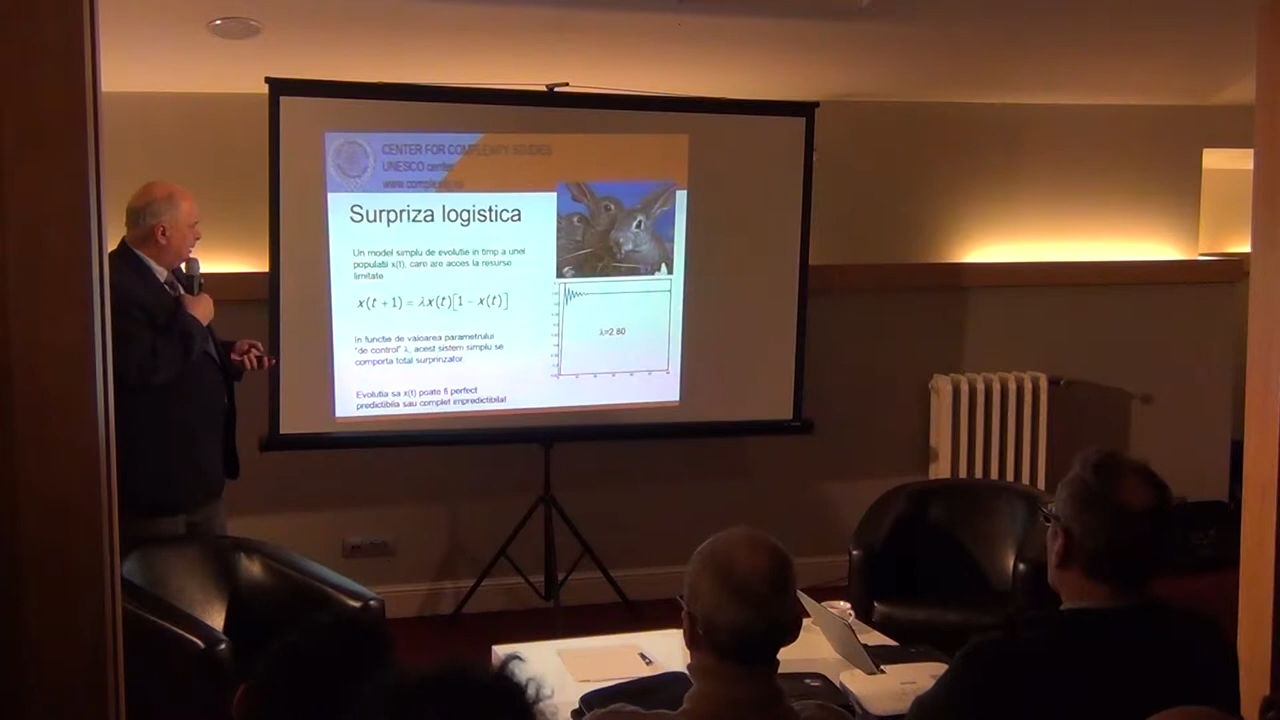 CENTER FOR COMPLEXITY STUDIES
UNESCO center
Surpriza logistica
Un model simplu de evolutie in timp a unei
populatii x(t), care are acces la resurse
limitate
x(t + 1) = λx(t)[1 − x(t)]
In functie de valoarea parametrului
"de control" λ, acest sistem simplu se
comporta total surprinzator.
Evolutia sa x(t) poate fi perfect
predictibila sau complet impredictibila!
λ=2.80